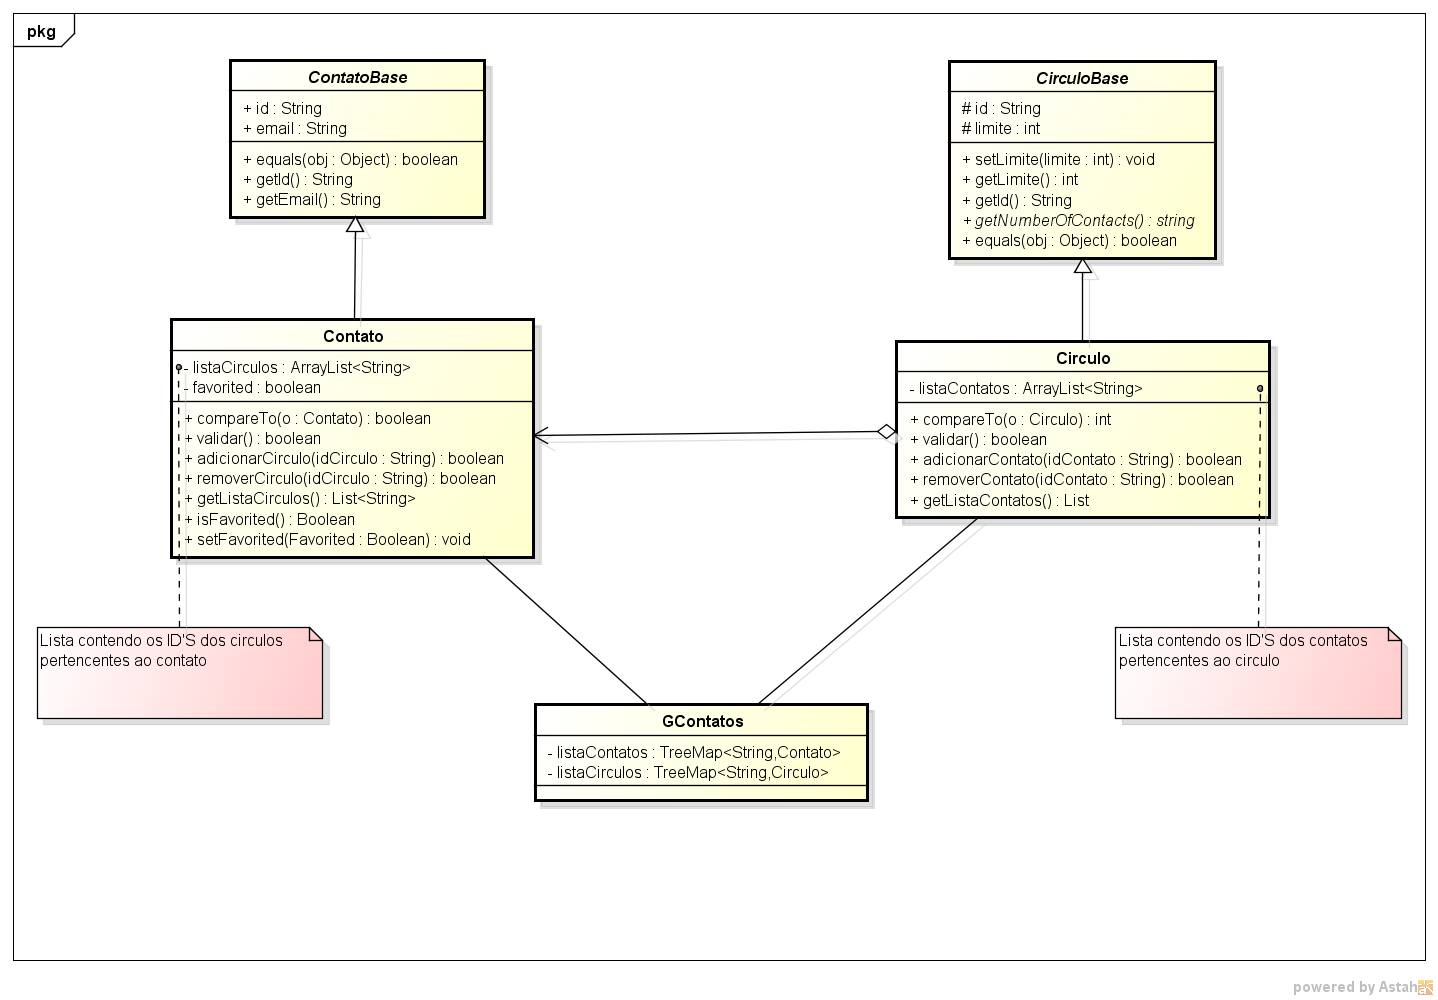 pkg
ContatoBase
+ id : String
+ email : String
+ equals(obj : Object) : boolean
+ getId() : String
+ getEmail() : String
CirculoBase
# id : String
# limite : int
+ setLimite(limite : int) : void
+ getLimite() : int
+ getId() : String
+ getNumberOfContacts() : string
+ equals(obj : Object) : boolean
Contato
- listaCirculos : ArrayList<String>
- favorited : boolean
+ compareTo(o : Contato) : boolean
+ validar() : boolean
+ adicionarCirculo(idCirculo : String) : boolean
+ removerCirculo(idCirculo : String) : boolean
+ getListaCirculos() : List<String>
+ isFavorited() : Boolean
+ setFavorited(Favorited : Boolean) : void
Circulo
- listaContatos : ArrayList<String>
+ compareTo(o : Circulo) : int
+ validar() : boolean
+ adicionarContato(idContato : String) : boolean
+ removerContato(idContato : String) : boolean
+ getListaContatos() : List
Lista contendo os ID'S dos circulos
pertencentes ao contato
Lista contendo os ID'S dos contatos
pertencentes ao circulo
GContatos
- listaContatos : TreeMap<String,Contato>
- listaCirculos : TreeMap<String,Circulo>
powered by Astah